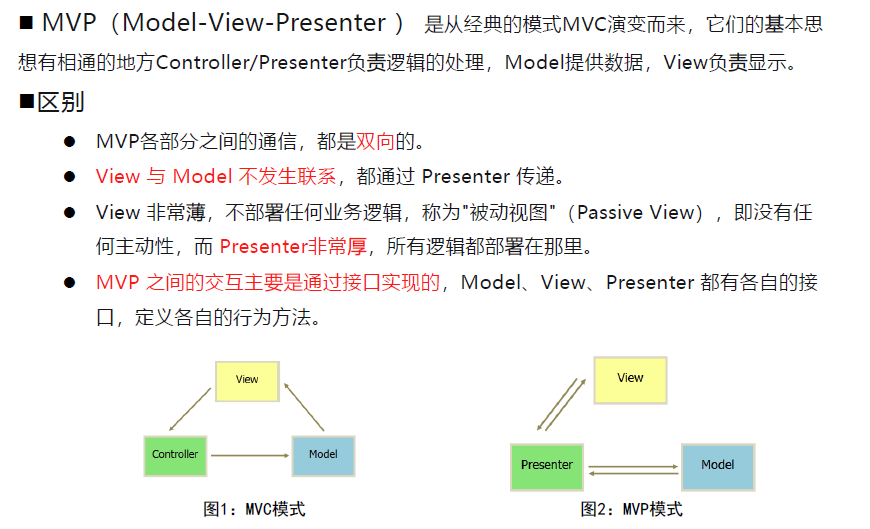 ■ MVP（Model-View-Presenter ） 是从经典的模式MVC演变而来，它们的基本思
想有相通的地方Controller/Presenter负责逻辑的处理，Model提供数据，View负责显示。
■区别
● MVP各部分之间的通信，都是双向的。
● View 与 Model 不发生联系，都通过 Presenter 传递。
● View 非常薄，不部署任何业务逻辑，称为"被动视图"（Passive View），即没有任
何主动性，而 Presenter非常厚，所有逻辑都部署在那里。
● MVP 之间的交互主要是通过接口实现的，Model、View、Presenter 都有各自的接
口，定义各自的行为方法。
View
Controller
Model
图1：MVC模式
View
Presenter
Model
图2：MVP模式